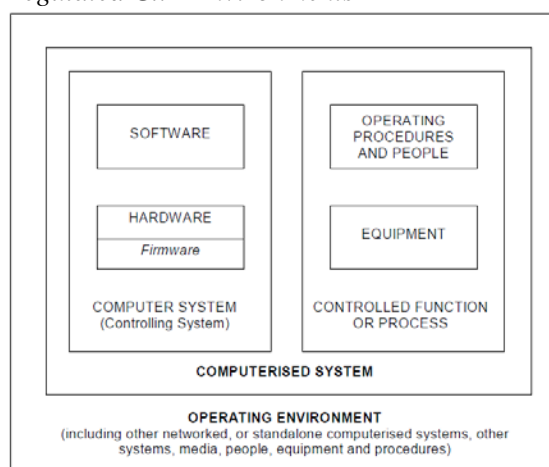 SOFTWARE
HARDWARE
Firmware
COMPUTER SYSTEM
(Controlling System)
OPERATING
PROCEDURES
AND PEOPLE
EQUIPMENT
CONTROLLED FUNCTION
OR PROCESS
COMPUTERISED SYSTEM
OPERATING ENVIRONMENT
(including other networked, or standalone computerised systems, other
systems, media, people, equipment and procedures)